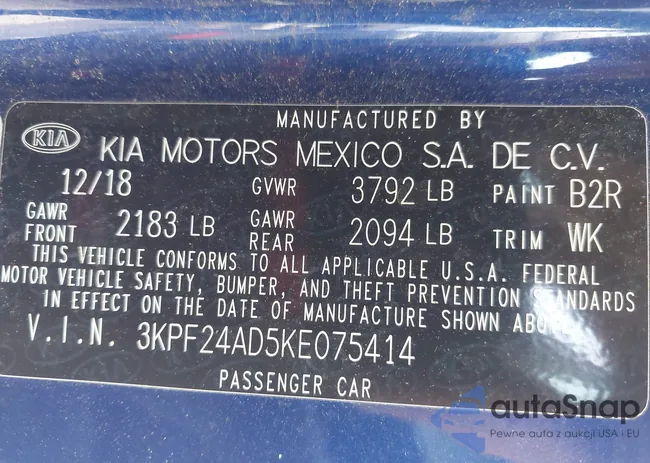 MANUFACTURED BY
KIA KIA MOTORS MEXICO S.A. DE C.V.
12/18 GVWR 3792 LB PAINT B2R
GAWR FRONT 2183 LB GAWR REAR 2094 LB TRIM WK
THIS VEHICLE CONFORMS TO ALL APPLICABLE U.S.A. FEDERAL
MOTOR VEHICLE SAFETY, BUMPER, AND THEFT PREVENTION STANDARDS
IN EFFECT ON THE DATE OF MANUFACTURE SHOWN ABOVE
V.I.N. 3KPF24AD5KE075414
PASSENGER CAR
autoSnap
Pewne auta z aukcji USA i EU